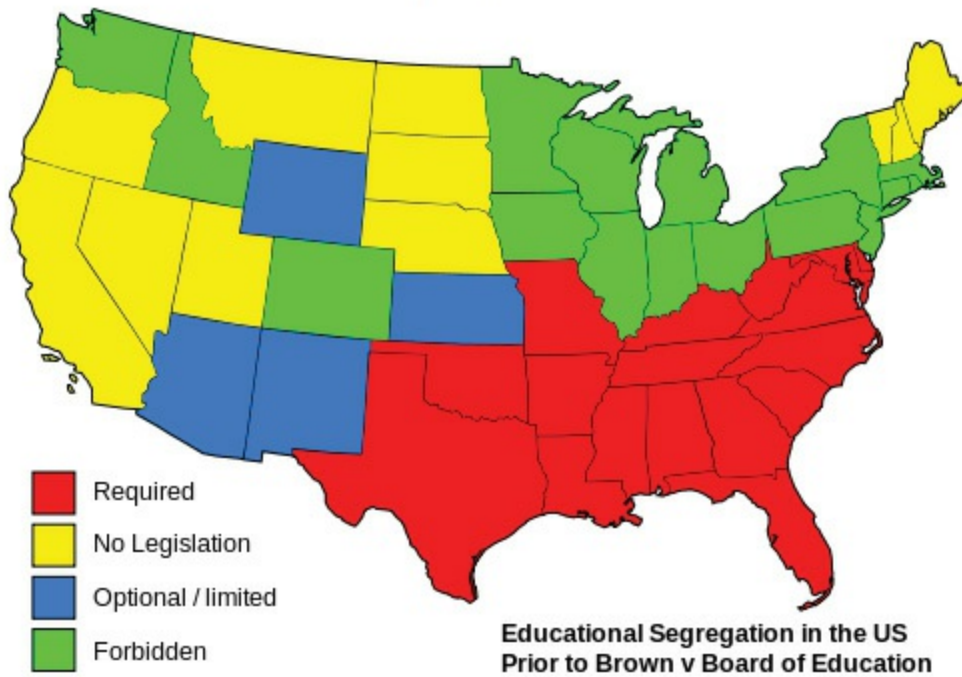 Required
No Legislation
Optional / limited
Forbidden
Educational Segregation in the US
Prior to Brown v Board of Education